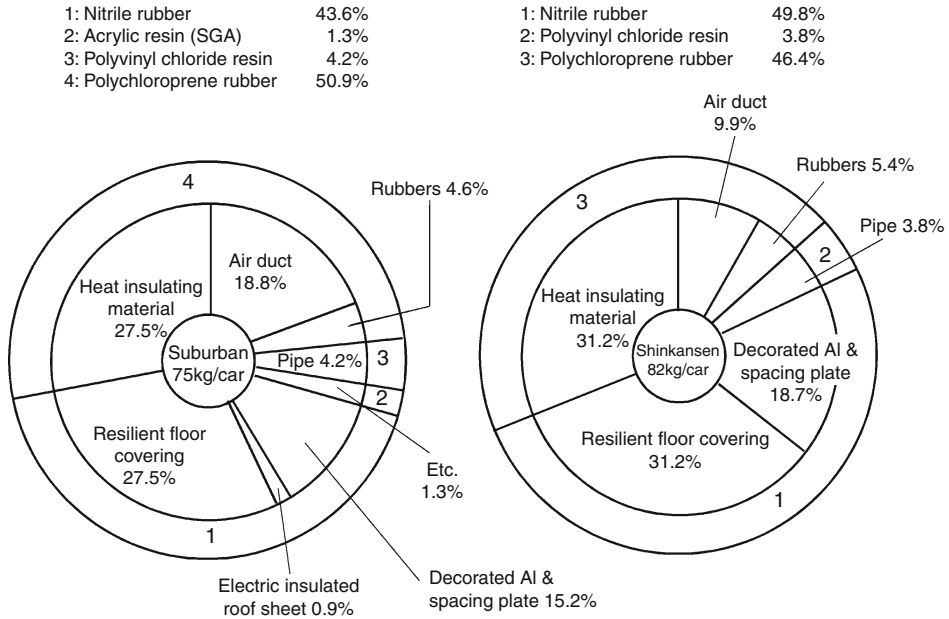 1: Nitrile rubber 43.6%
2: Acrylic resin (SGA) 1.3%
3: Polyvinyl chloride resin 4.2%
4: Polychloroprene rubber 50.9%
1: Nitrile rubber 49.8%
2: Polyvinyl chloride resin 3.8%
3: Polychloroprene rubber 46.4%
4
Rubbers 4.6%
Air duct
18.8%
Heat insulating
material
27.5%
Suburban
75kg/car
Pipe 4.2%
3
2
Resilient floor
covering
27.5%
Etc.
1.3%
1
Electric insulated
roof sheet 0.9%
Decorated Al &
spacing plate 15.2%
Air duct
9.9%
Rubbers 5.4%
3
Pipe 3.8%
2
Heat insulating
material
31.2%
Shinkansen
82kg/car
Decorated Al &
spacing plate
18.7%
Resilient floor covering
31.2%
1